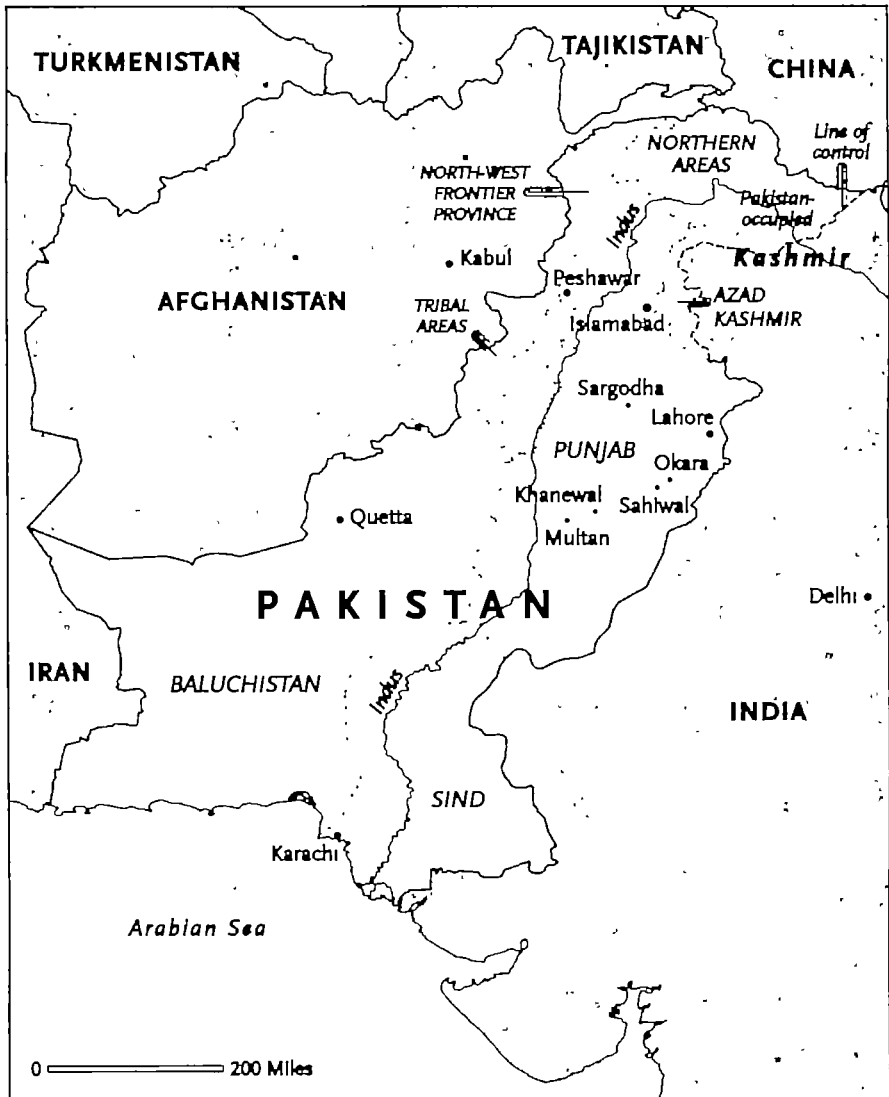 TURKMENISTAN
TAJIKISTAN
CHINA
Line of
control
NORTHERN
AREAS
NORTH-WEST
FRONTIER
PROVINCE
Pakistan-
occupied
Indus
Kashmir
Kabul
Peshawar
AFGHANISTAN
TRIBAL
AREAS
AZAD
KASHMIR
Islamabad
Sargodha
Lahore
PUNJAB
Okara
Khanewal
Sahiwal
Quetta
Multan
PAKISTAN
Delhi
IRAN
BALUCHISTAN
Indus
INDIA
SIND
Karachi
Arabian Sea
0 200 Miles